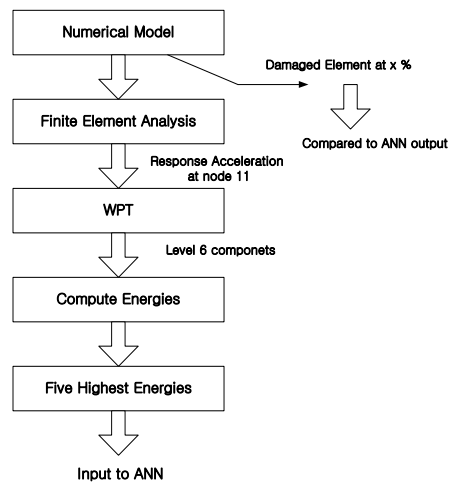 Numerical Model
Damaged Element at x %
Finite Element Analysis
Compared to ANN output
Response Acceleration
at node 11
WPT
Level 6 componets
Compute Energies
Five Highest Energies
Input to ANN